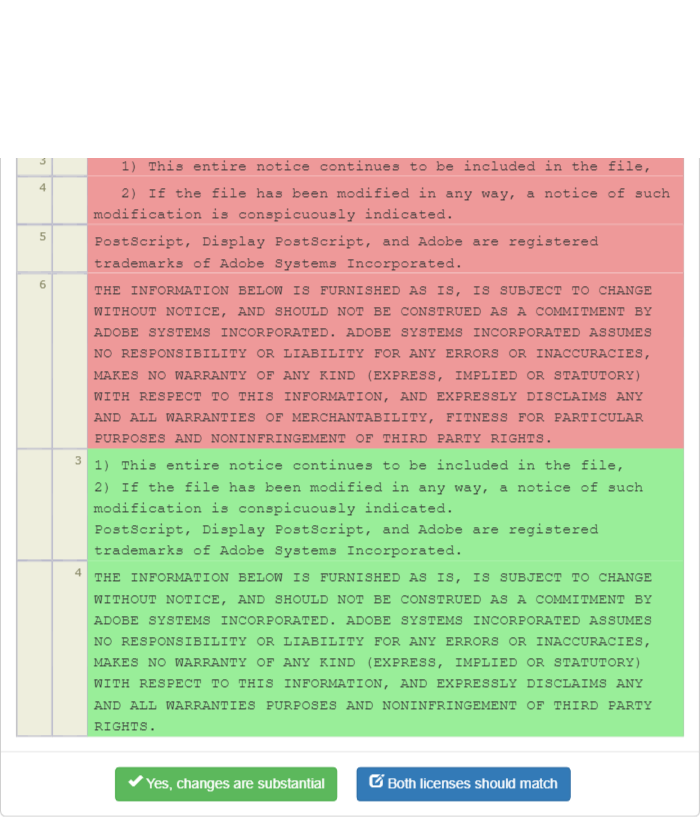 3
1) This entire notice continues to be included in the file,
4
2) If the file has been modified in any way, a notice of such
modification is conspicuously indicated.
5
PostScript, Display PostScript, and Adobe are registered
trademarks of Adobe Systems Incorporated.
6
THE INFORMATION BELOW IS FURNISHED AS IS, IS SUBJECT TO CHANGE
WITHOUT NOTICE, AND SHOULD NOT BE CONSTRUED AS A COMMITMENT BY
ADOBE SYSTEMS INCORPORATED. ADOBE SYSTEMS INCORPORATED ASSUMES
NO RESPONSIBILITY OR LIABILITY FOR ANY ERRORS OR INACCURACIES,
MAKES NO WARRANTY OF ANY KIND (EXPRESS, IMPLIED OR STATUTORY)
WITH RESPECT TO THIS INFORMATION, AND EXPRESSLY DISCLAIMS ANY
AND ALL WARRANTIES OF MERCHANTABILITY, FITNESS FOR PARTICULAR
PURPOSES AND NONINFRINGEMENT OF THIRD PARTY RIGHTS.
3
1) This entire notice continues to be included in the file,
2) If the file has been modified in any way, a notice of such
modification is conspicuously indicated.
PostScript, Display PostScript, and Adobe are registered
trademarks of Adobe Systems Incorporated.
4
THE INFORMATION BELOW IS FURNISHED AS IS, IS SUBJECT TO CHANGE
WITHOUT NOTICE, AND SHOULD NOT BE CONSTRUED AS A COMMITMENT BY
ADOBE SYSTEMS INCORPORATED. ADOBE SYSTEMS INCORPORATED ASSUMES
NO RESPONSIBILITY OR LIABILITY FOR ANY ERRORS OR INACCURACIES,
MAKES NO WARRANTY OF ANY KIND (EXPRESS, IMPLIED OR STATUTORY)
WITH RESPECT TO THIS INFORMATION, AND EXPRESSLY DISCLAIMS ANY
AND ALL WARRANTIES PURPOSES AND NONINFRINGEMENT OF THIRD PARTY
RIGHTS.
Yes, changes are substantial
Both licenses should match